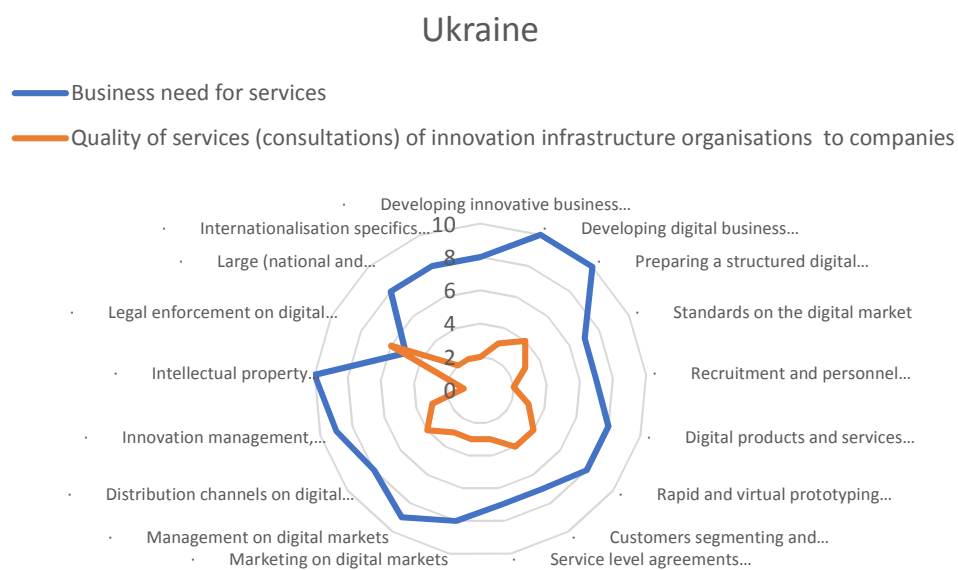 Ukraine
Business need for services
Quality of services (consultations) of innovation infrastructure organisations to companies
· Developing innovative business...
· Developing digital business...
· Preparing a structured digital...
· Standards on the digital market
· Recruitment and personnel...
· Digital products and services...
· Rapid and virtual prototyping...
· Customers segmenting and...
· Service level agreements...
· Marketing on digital markets
· Management on digital markets
· Distribution channels on digital...
· Innovation management,...
· Intellectual property...
· Legal enforcement on digital...
· Large (national and...
· Internationalisation specifics...
10
8
6
4
2
0